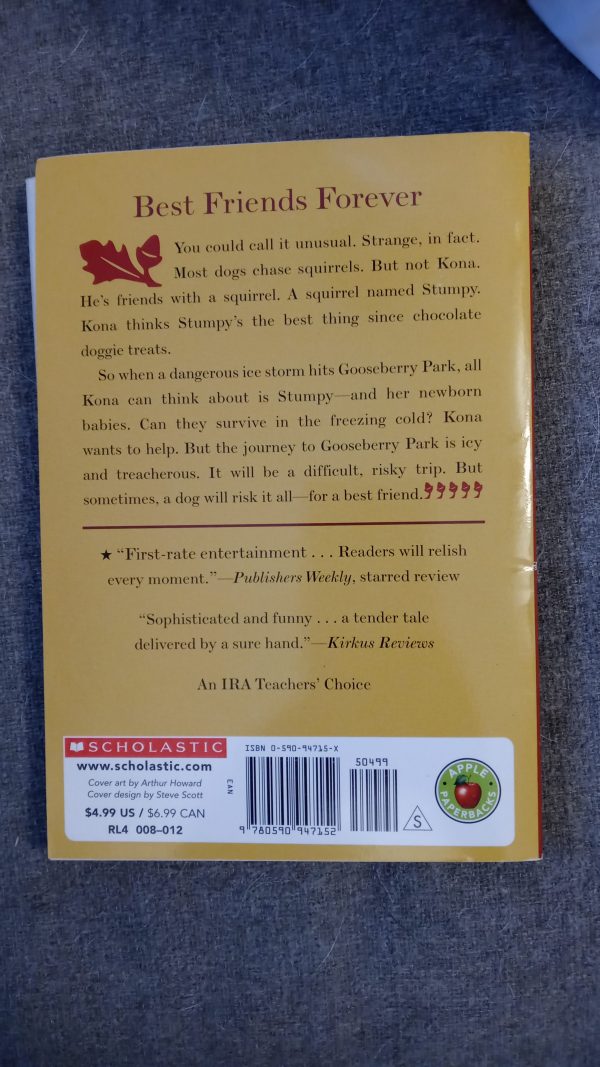 Best Friends Forever
You could call it unusual. Strange, in fact.
Most dogs chase squirrels. But not Kona.
He's friends with a squirrel. A squirrel named Stumpy.
Kona thinks Stumpy's the best thing since chocolate
doggie treats.
So when a dangerous ice storm hits Gooseberry Park, all
Kona can think about is Stumpy—and her newborn
babies. Can they survive in the freezing cold? Kona
wants to help. But the journey to Gooseberry Park is icy
and treacherous. It will be a difficult, risky trip. But
sometimes, a dog will risk it all—for a best friend.
★ “First-rate entertainment . . . Readers will relish
every moment.”—Publishers Weekly, starred review
“Sophisticated and funny . . . a tender tale
delivered by a sure hand.”—Kirkus Reviews
An IRA Teachers' Choice
SCHOLASTIC
www.scholastic.com
Cover art by Arthur Howard
Cover design by Steve Scott
$4.99 US / $6.99 CAN
RL4 008–012
EAN
ISBN 0-590-94715-X
50499
9 780590 947152
S
APPLE
PAPERBACKS